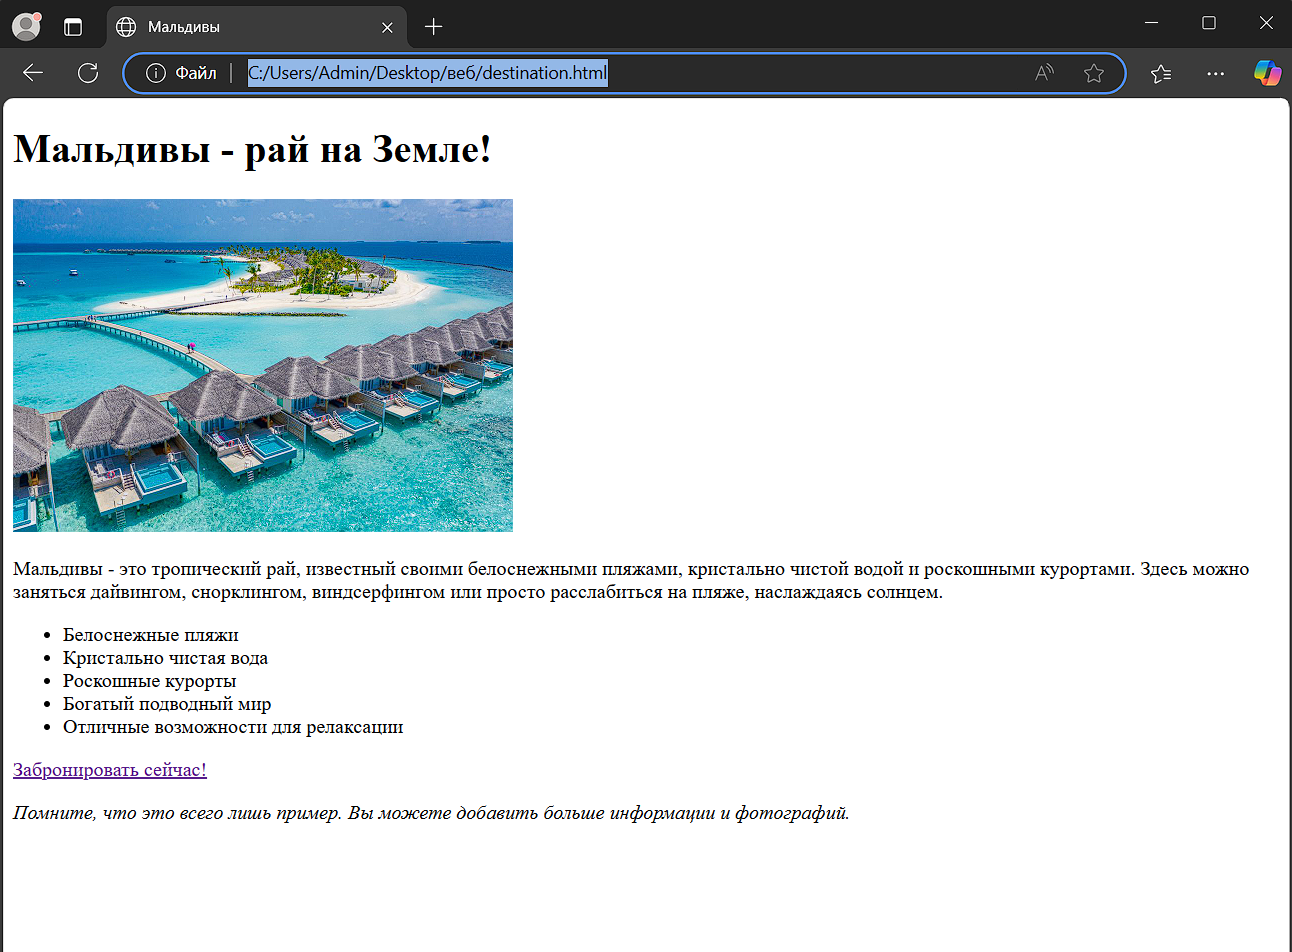 Мальдивы
Файл
C:/Users/Admin/Desktop/веб/destination.html
Мальдивы - рай на Земле!
Мальдивы - это тропический рай, известный своими белоснежными пляжами, кристально чистой водой и роскошными курортами. Здесь можно
заняться дайвингом, снорклингом, виндсерфингом или просто расслабиться на пляже, наслаждаясь солнцем.
Белоснежные пляжи
Кристально чистая вода
Роскошные курорты
Богатый подводный мир
Отличные возможности для релаксации
Забронировать сейчас!
Помните, что это всего лишь пример. Вы можете добавить больше информации и фотографий.